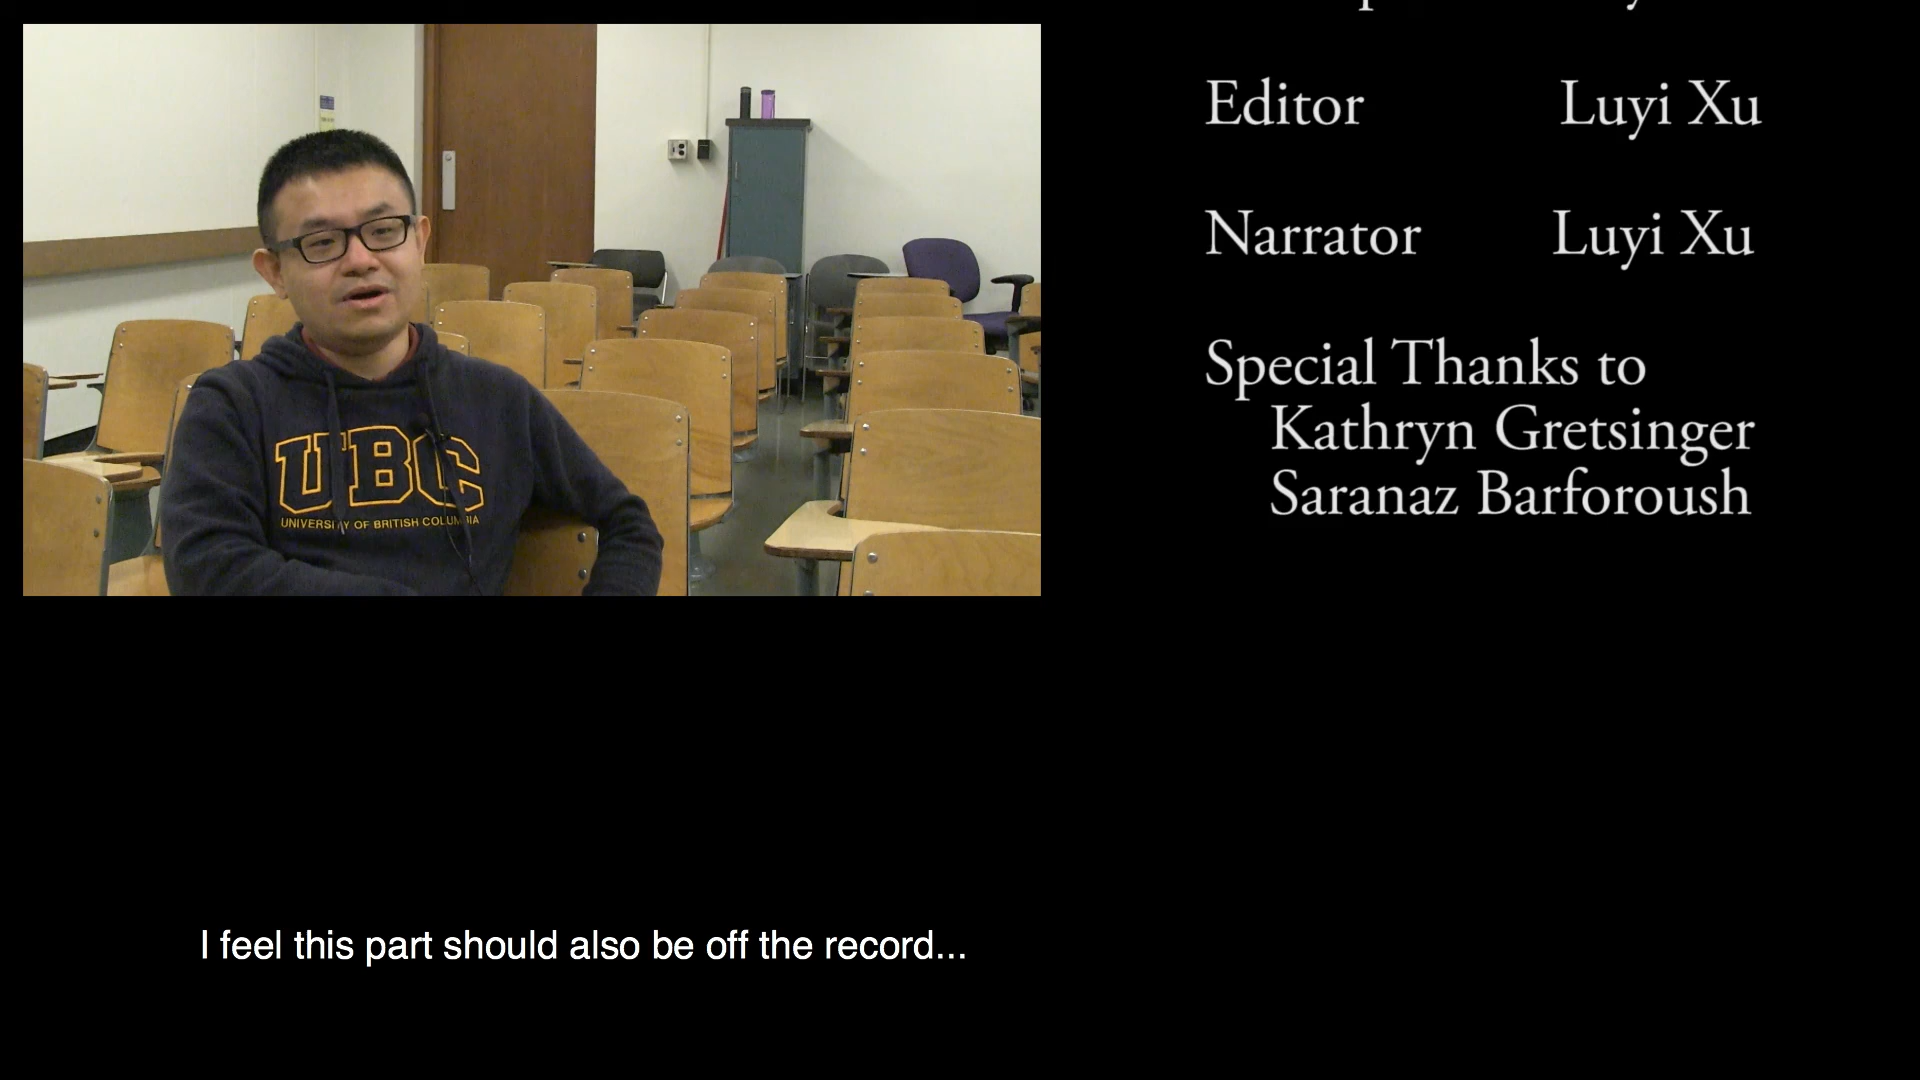 UBC
UNIVERSITY OF BRITISH COLUMBIA
Editor Luyi Xu
Narrator Luyi Xu
Special Thanks to
Kathryn Gretsinger
Saranaz Barforoush
I feel this part should also be off the record...